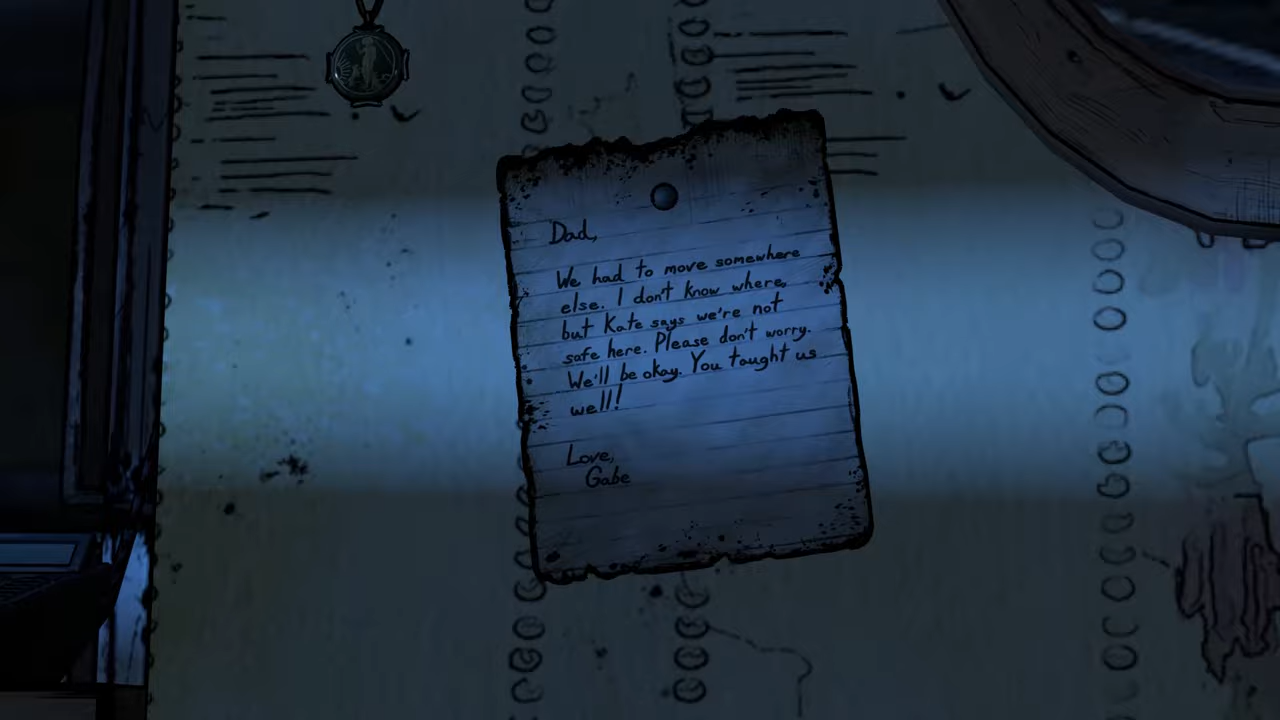 Dad,
We had to move somewhere
else. I don't know where,
but Kate says we're not
safe here. Please don't worry.
We'll be okay. You taught us
well!
Love,
Gabe